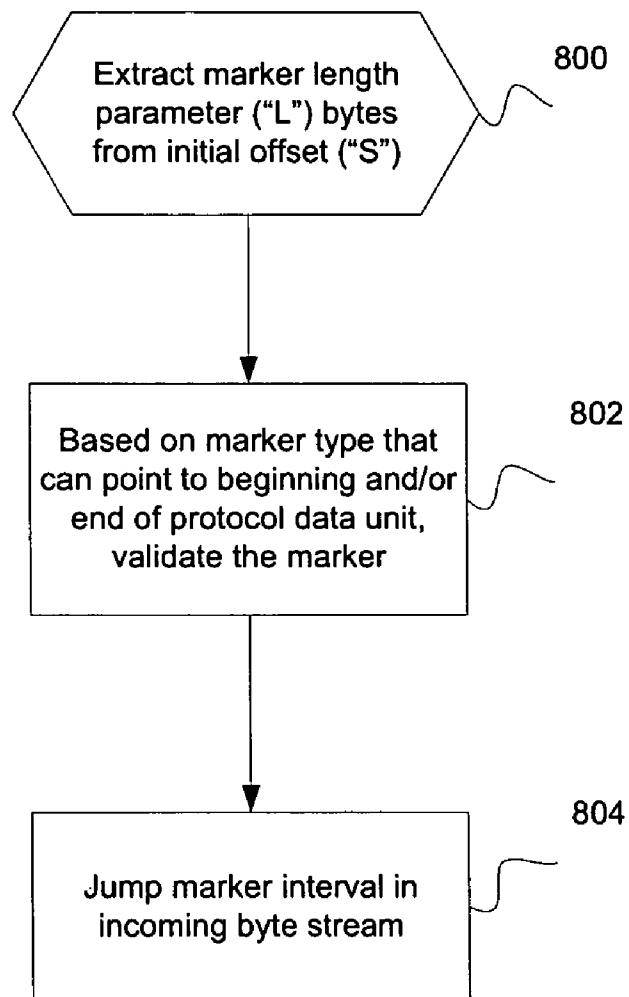 Extract marker length
parameter (“L”) bytes
from initial offset (“S”)
800
Based on marker type that
can point to beginning and/or
end of protocol data unit,
validate the marker
802
Jump marker interval in
incoming byte stream
804